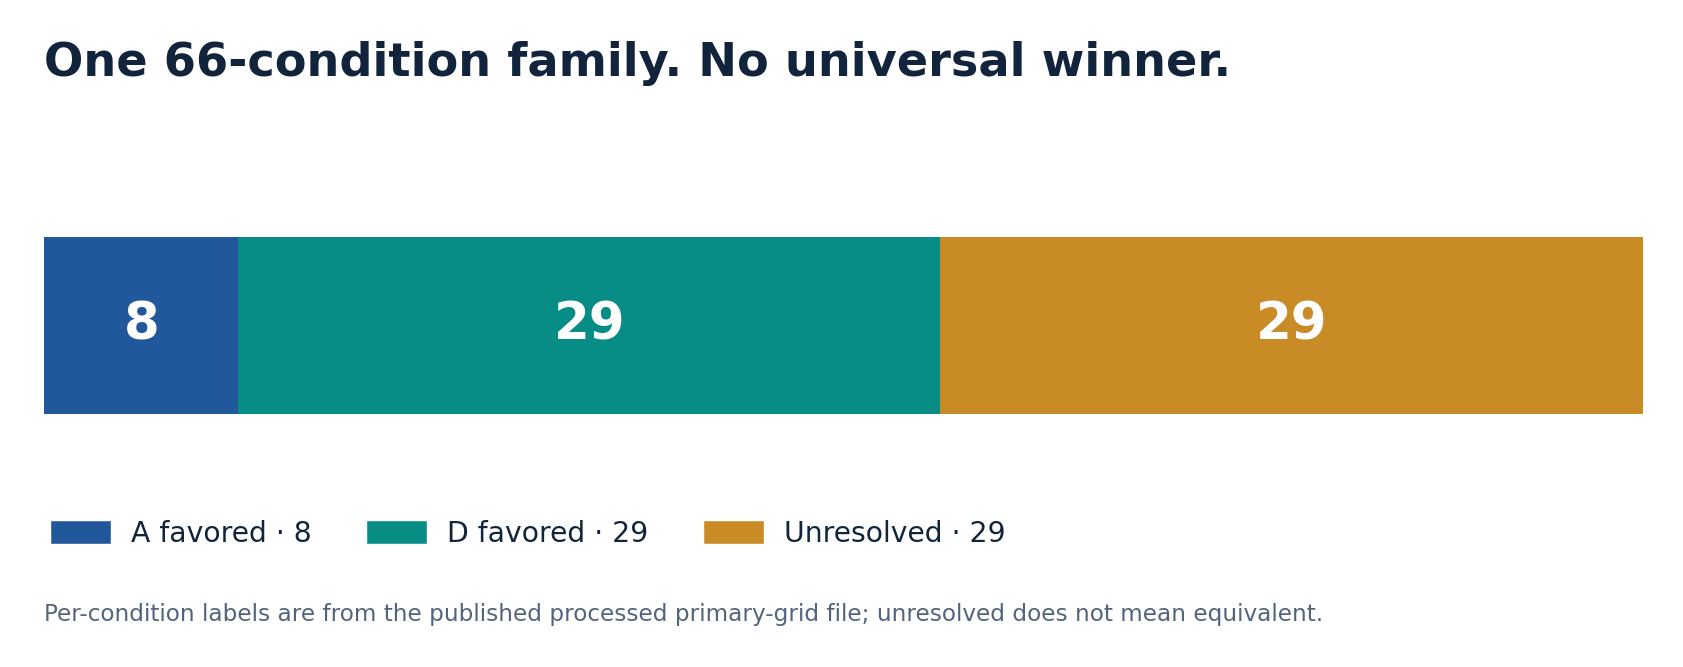 One 66-condition family. No universal winner.
8 29 29
A favored · 8 D favored · 29 Unresolved · 29
Per-condition labels are from the published processed primary-grid file; unresolved does not mean equivalent.